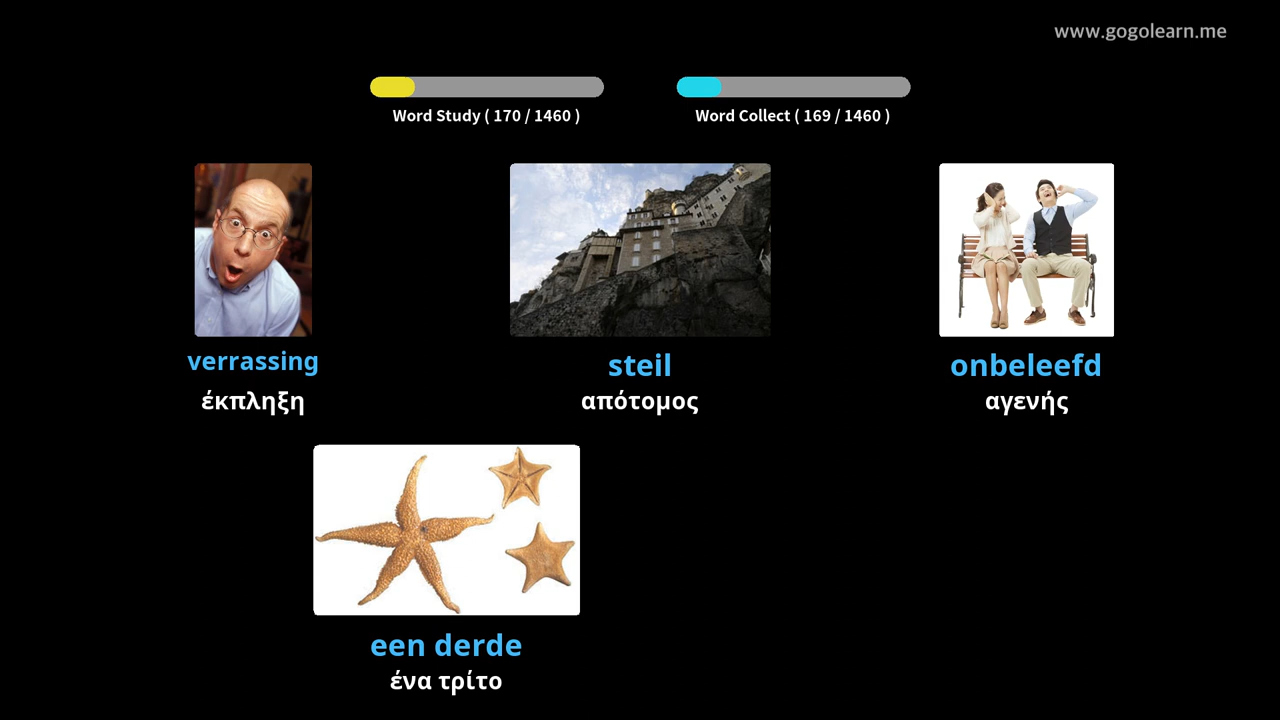 www.gogolearn.me
Word Study ( 170 / 1460 )
Word Collect ( 169 / 1460 )
verrassing
έκπληξη
steil
απότομος
onbeleefd
αγενής
een derde
ένα τρίτο